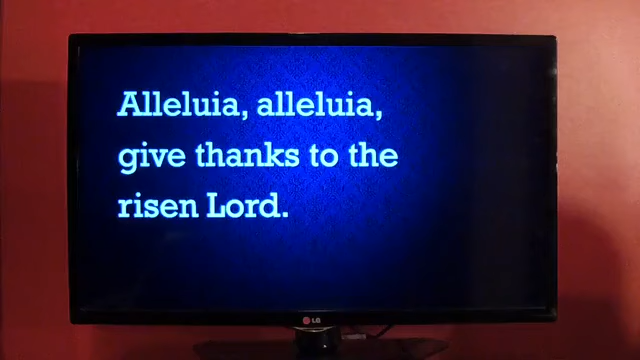 Alleluia, alleluia,
give thanks to the
risen Lord.
LG